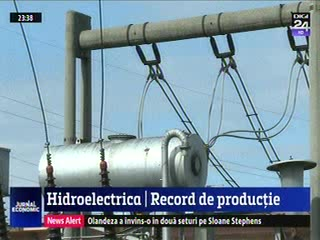 23:38
DIGI 24
HD
JURNAL
ECONOMIC
Hidroelectrica | Record de producție
News Alert
Olandeza a învins-o în două seturi pe Sloane Stephens